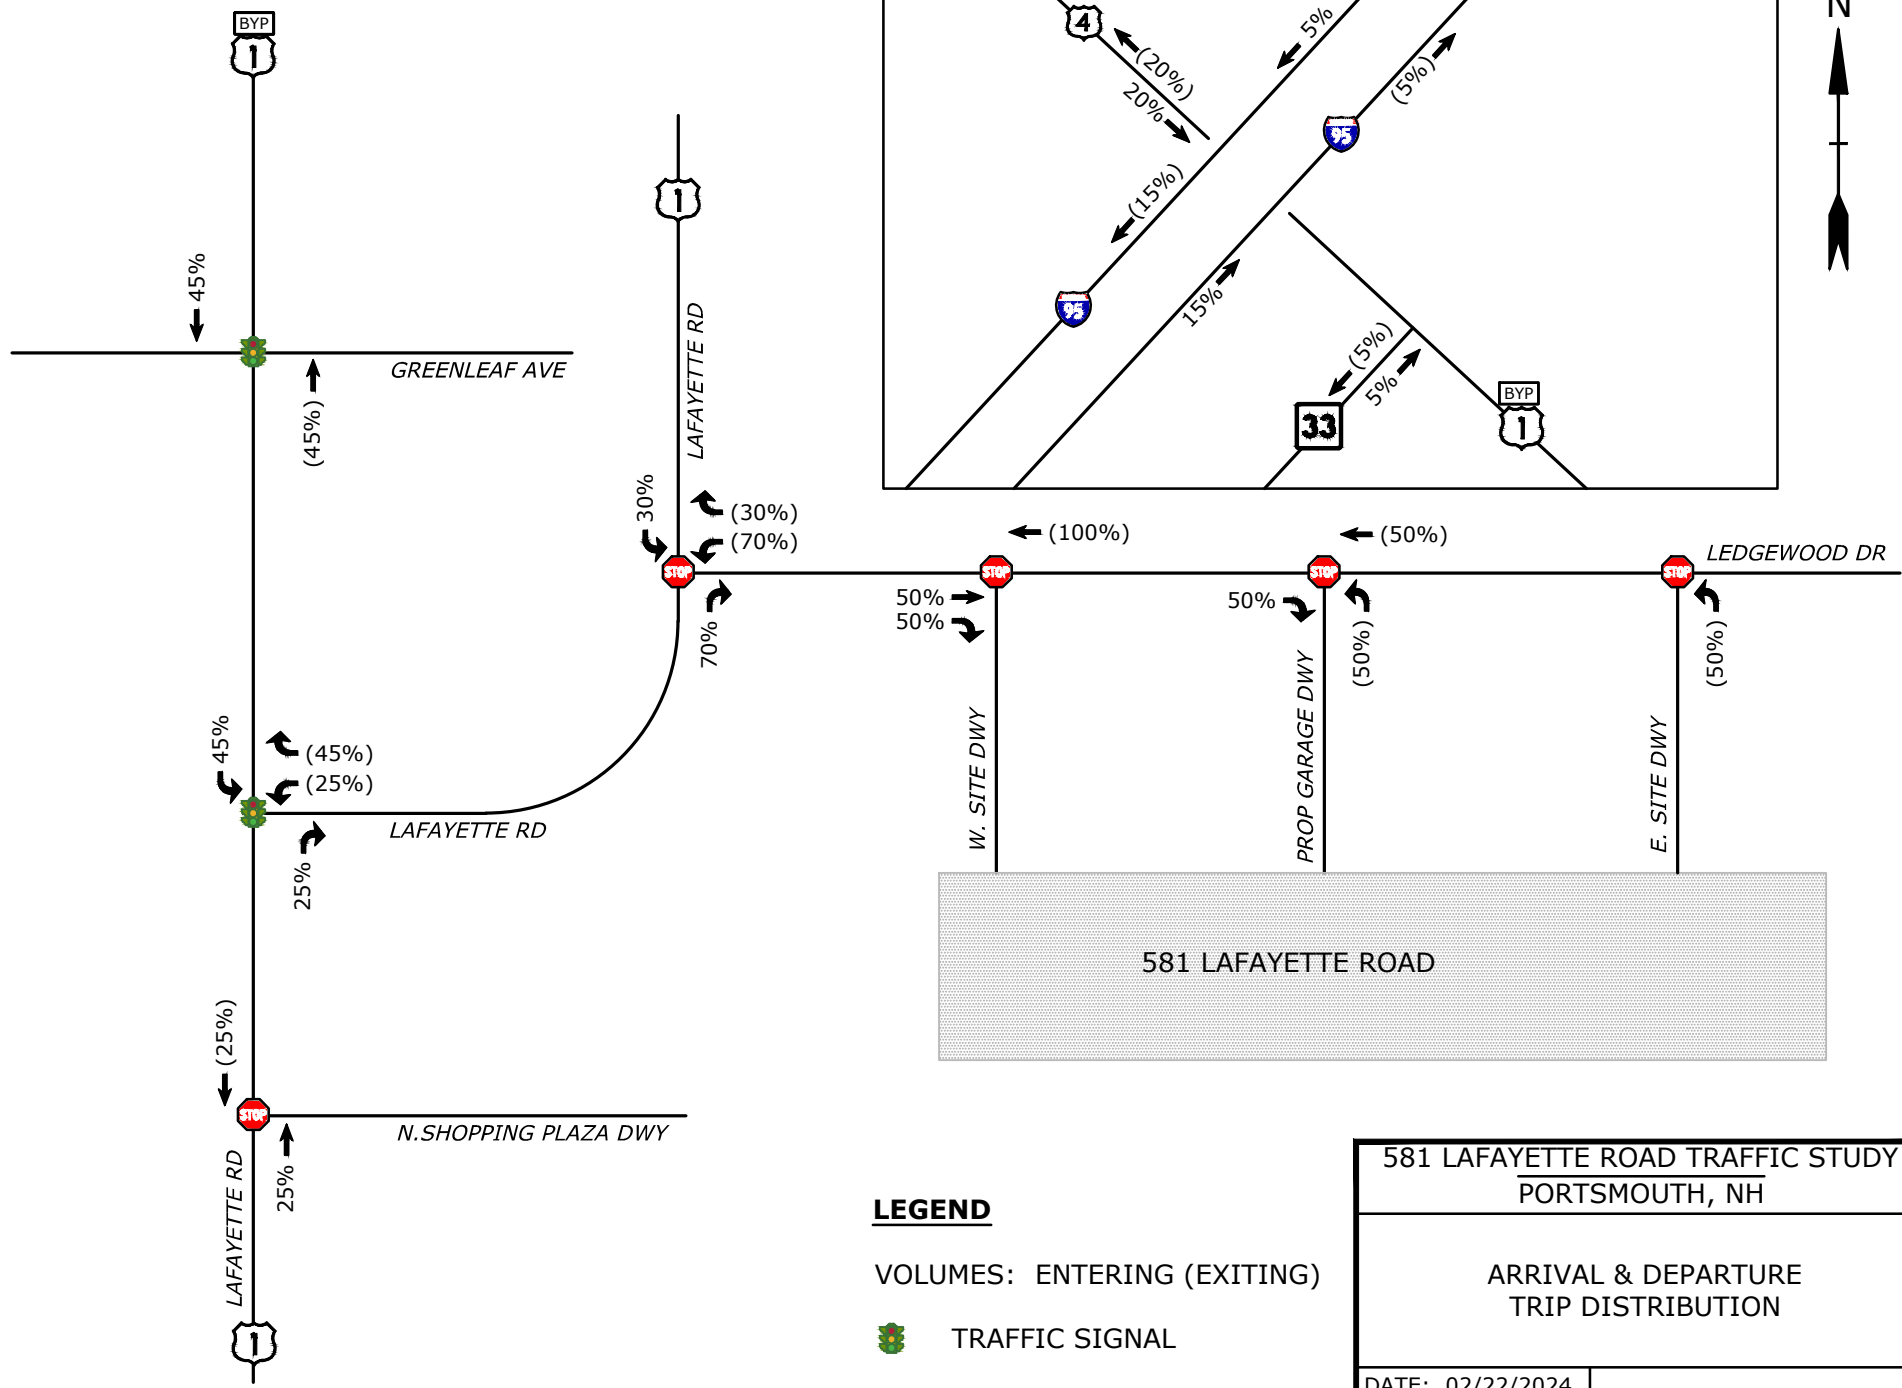 BYP
1
4
5%
N
(20%)
20%
(5%)
95
1
(15%)
45%
15%
95
(5%)
5%
BYP
33
1
LAFAYETTE RD
GREENLEAF AVE
(45%)
30%
(30%)
(70%)
(100%)
(50%)
LEDGEWOOD DR
STOP
STOP
STOP
STOP
50%
50%
50%
70%
(50%)
(50%)
45%
(45%)
(25%)
W. SITE DWY
PROP GARAGE DWY
E. SITE DWY
LAFAYETTE RD
25%
581 LAFAYETTE ROAD
(25%)
STOP
N.SHOPPING PLAZA DWY
25%
LAFAYETTE RD
1
LEGEND
VOLUMES: ENTERING (EXITING)
TRAFFIC SIGNAL
581 LAFAYETTE ROAD TRAFFIC STUDY
PORTSMOUTH, NH
ARRIVAL & DEPARTURE
TRIP DISTRIBUTION
DATE: 02/22/2024